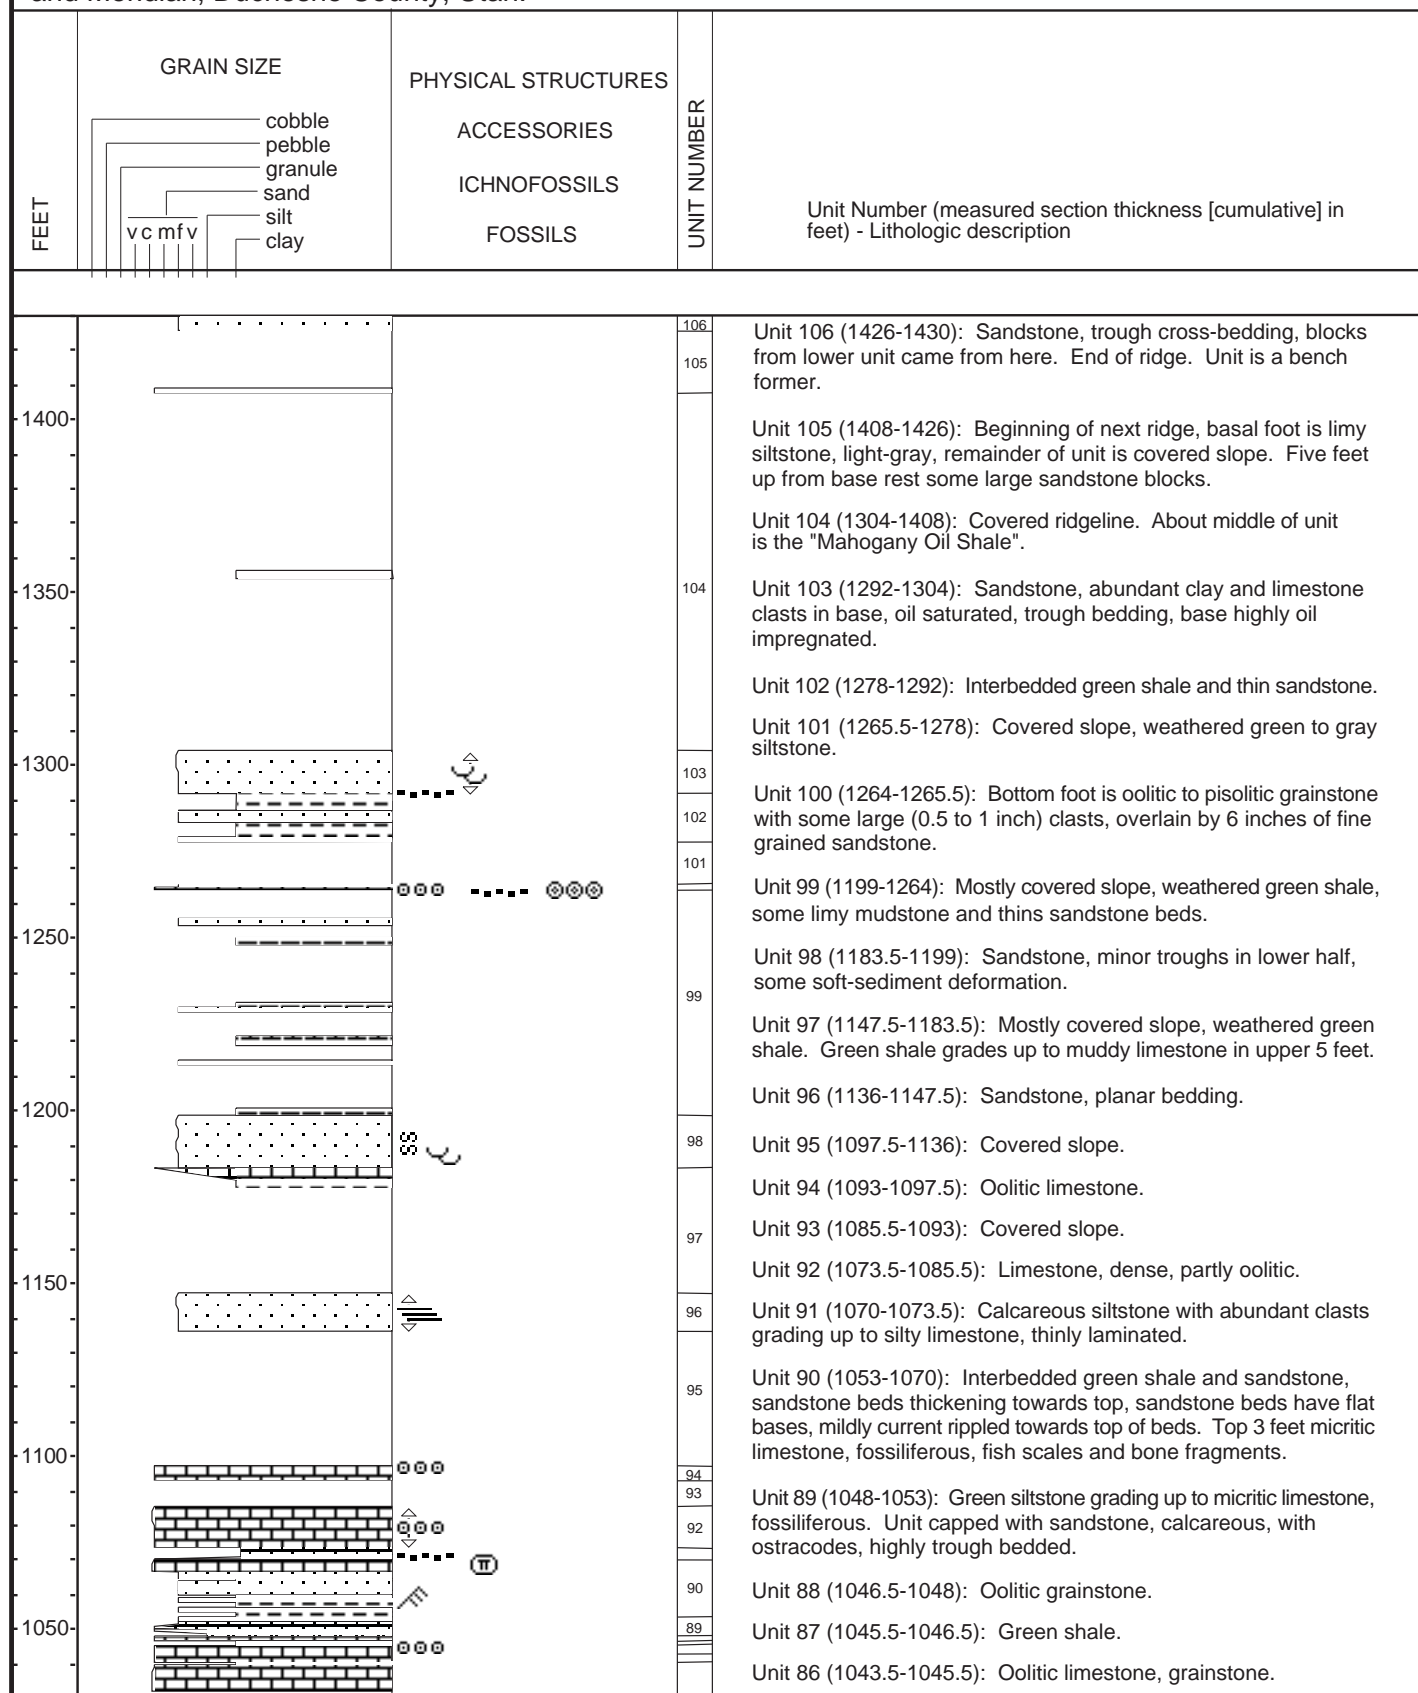 and Meridian, Duchesne County, Utah.
GRAIN SIZE
cobble
pebble
granule
sand
silt
clay
v c m f v
FEET
PHYSICAL STRUCTURES
ACCESSORIES
ICHNOFOSSILS
FOSSILS
UNIT NUMBER
Unit Number (measured section thickness [cumulative] in
feet) - Lithologic description
1400
1350
1300
1250
1200
1150
1100
1050
SS
π
106
105
104
103
102
101
99
98
97
96
95
94
93
92
90
89
Unit 106 (1426-1430): Sandstone, trough cross-bedding, blocks
from lower unit came from here. End of ridge. Unit is a bench
former.
Unit 105 (1408-1426): Beginning of next ridge, basal foot is limy
siltstone, light-gray, remainder of unit is covered slope. Five feet
up from base rest some large sandstone blocks.
Unit 104 (1304-1408): Covered ridgeline. About middle of unit
is the "Mahogany Oil Shale".
Unit 103 (1292-1304): Sandstone, abundant clay and limestone
clasts in base, oil saturated, trough bedding, base highly oil
impregnated.
Unit 102 (1278-1292): Interbedded green shale and thin sandstone.
Unit 101 (1265.5-1278): Covered slope, weathered green to gray
siltstone.
Unit 100 (1264-1265.5): Bottom foot is oolitic to pisolitic grainstone
with some large (0.5 to 1 inch) clasts, overlain by 6 inches of fine
grained sandstone.
Unit 99 (1199-1264): Mostly covered slope, weathered green shale,
some limy mudstone and thins sandstone beds.
Unit 98 (1183.5-1199): Sandstone, minor troughs in lower half,
some soft-sediment deformation.
Unit 97 (1147.5-1183.5): Mostly covered slope, weathered green
shale. Green shale grades up to muddy limestone in upper 5 feet.
Unit 96 (1136-1147.5): Sandstone, planar bedding.
Unit 95 (1097.5-1136): Covered slope.
Unit 94 (1093-1097.5): Oolitic limestone.
Unit 93 (1085.5-1093): Covered slope.
Unit 92 (1073.5-1085.5): Limestone, dense, partly oolitic.
Unit 91 (1070-1073.5): Calcareous siltstone with abundant clasts
grading up to silty limestone, thinly laminated.
Unit 90 (1053-1070): Interbedded green shale and sandstone,
sandstone beds thickening towards top, sandstone beds have flat
bases, mildly current rippled towards top of beds. Top 3 feet micritic
limestone, fossiliferous, fish scales and bone fragments.
Unit 89 (1048-1053): Green siltstone grading up to micritic limestone,
fossiliferous. Unit capped with sandstone, calcareous, with
ostracodes, highly trough bedded.
Unit 88 (1046.5-1048): Oolitic grainstone.
Unit 87 (1045.5-1046.5): Green shale.
Unit 86 (1043.5-1045.5): Oolitic limestone, grainstone.